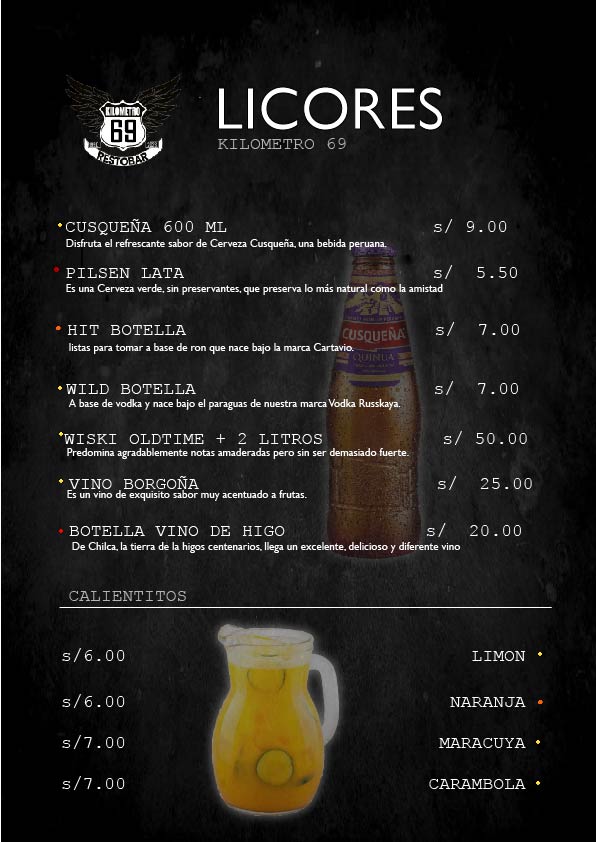 KILOMETRO
69
RESTOBAR
LICORES
KILOMETRO 69
CUSQUEÑA 600 ML s/ 9.00
Disfruta el refrescante sabor de Cerveza Cusqueña, una bebida peruana.
PILSEN LATA s/ 5.50
Es una Cerveza verde, sin preservantes, que preserva lo más natural como la amistad
HIT BOTELLA s/ 7.00
listas para tomar a base de ron que nace bajo la marca Cartavio.
CUSQUEÑA
QUINUA
WILD BOTELLA s/ 7.00
A base de vodka y nace bajo el paraguas de nuestra marca Vodka Russkaya.
WISKI OLDTIME + 2 LITROS s/ 50.00
Predomina agradablemente notas amaderadas pero sin ser demasiado fuerte.
VINO BORGOÑA s/ 25.00
Es un vino de exquisito sabor muy acentuado a frutas.
BOTELLA VINO DE HIGO s/ 20.00
De Chilca, la tierra de la higos centenarios, llega un excelente, delicioso y diferente vino
CALIENTITOS
s/6.00 LIMON
s/6.00 NARANJA
s/7.00 MARACUYA
s/7.00 CARAMBOLA